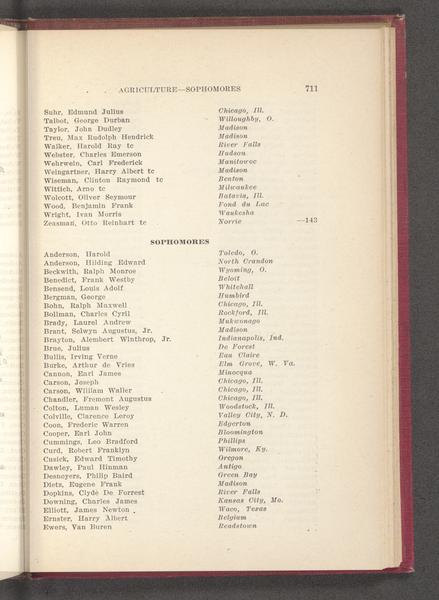 AGRICULTURE—SOPHOMORES 711
Suhr, Edmund Julius Chicago, Ill.
Talbot, George Durban Willoughby, O.
Taylor, John Dudley Madison
Treu, Max Rudolph Hendrick Madison
Walker, Harold Ray tc River Falls
Webster, Charles Emerson Hudson
Wehrwein, Carl Frederick Manitowoc
Weingartner, Harry Albert tc Madison
Wiseman, Clinton Raymond tc Benton
Wittich, Arno tc Milwaukee
Wolcott, Oliver Seymour Batavia, Ill.
Wood, Benjamin Frank Fond du Lac
Wright, Ivan Morris Waukesha
Zeasman, Otto Reinhart tc Norrie —143
SOPHOMORES
Anderson, Harold Toledo, O.
Anderson, Hilding Edward North Crandon
Beckwith, Ralph Monroe Wyoming, O.
Benedict, Frank Westby Beloit
Bensend, Louis Adolf Whitehall
Bergman, George Humbird
Bohn, Ralph Maxwell Chicago, Ill.
Bollman, Charles Cyril Rockford, Ill.
Brady, Laurel Andrew Mukwonago
Brant, Selwyn Augustus, Jr. Madison
Brayton, Alembert Winthrop, Jr. Indianapolis, Ind.
Brue, Julius De Forest
Bullis, Irving Verne Eau Claire
Burke, Arthur de Vries Elm Grove, W. Va.
Cannon, Earl James Minocqua
Carson, Joseph Chicago, Ill.
Carson, William Waller Chicago, Ill.
Chandler, Fremont Augustus Chicago, Ill.
Colton, Luman Wesley Woodstock, Ill.
Colville, Clarence Leroy Valley City, N. D.
Coon, Frederic Warren Edgerton
Cooper, Earl John Bloomington
Cummings, Leo Bradford Phillips
Curd, Robert Franklyn Wilmore, Ky.
Cusick, Edward Timothy Oregon
Dawley, Paul Hinman Antigo
Desnoyers, Philip Baird Green Bay
Dietz, Eugene Frank Madison
Dopkins, Clyde De Forrest River Falls
Downing, Charles James Kansas City, Mo.
Elliott, James Newton Waco, Texas
Ernster, Harry Albert Belgium
Ewers, Van Buren Readstown